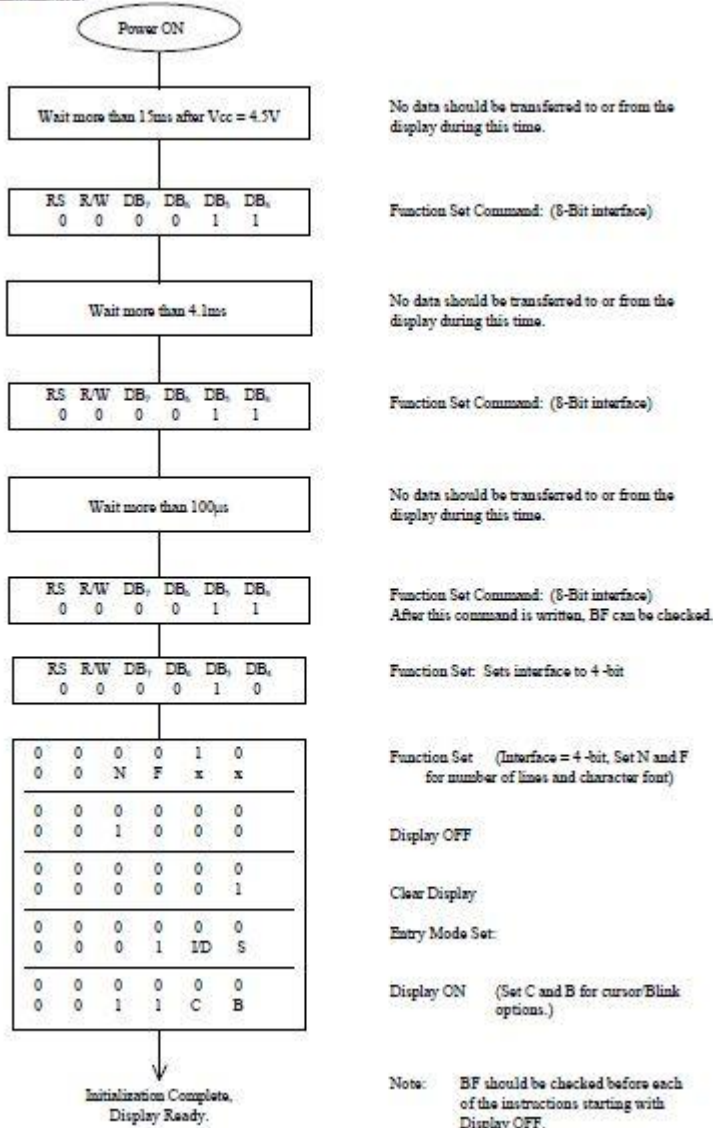 Power ON
Wait more than 15ms after Vcc = 4.5V
No data should be transferred to or from the
display during this time.
RS R/W DB₇ DB₆ DB₅ DB₄
0 0 0 0 1 1
Function Set Command: (8-Bit interface)
Wait more than 4.1ms
No data should be transferred to or from the
display during this time.
RS R/W DB₇ DB₆ DB₅ DB₄
0 0 0 0 1 1
Function Set Command: (8-Bit interface)
Wait more than 100µs
No data should be transferred to or from the
display during this time.
RS R/W DB₇ DB₆ DB₅ DB₄
0 0 0 0 1 1
Function Set Command: (8-Bit interface)
After this command is written, BF can be checked.
RS R/W DB₇ DB₆ DB₅ DB₄
0 0 0 0 1 0
Function Set: Sets interface to 4 -bit
0 0 0 0 1 0
0 0 N F x x
Function Set (Interface = 4 -bit, Set N and F
for number of lines and character font)
0 0 0 0 0 0
0 0 1 0 0 0
Display OFF
0 0 0 0 0 0
0 0 0 0 0 1
Clear Display
0 0 0 0 0 0
0 0 0 1 I/D S
Entry Mode Set:
0 0 0 0 0 0
0 0 1 1 C B
Display ON (Set C and B for cursor/Blink
options.)
Initialization Complete,
Display Ready.
Note: BF should be checked before each
of the instructions starting with
Display OFF.